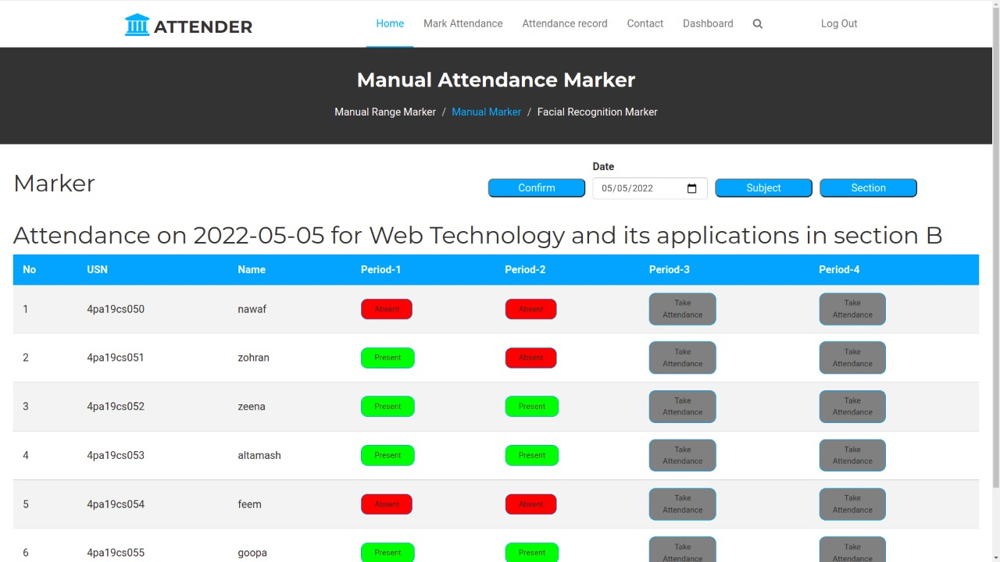 ATTENDER
Home Mark Attendance Attendance record Contact Dashboard Log Out
Manual Attendance Marker
Manual Range Marker / Manual Marker / Facial Recognition Marker
Marker
Date
Confirm 05/05/2022 Subject Section
Attendance on 2022-05-05 for Web Technology and its applications in section B
No USN Name Period-1 Period-2 Period-3 Period-4
1 4pa19cs050 nawaf Absent Absent Take Attendance Take Attendance
2 4pa19cs051 zohran Present Absent Take Attendance Take Attendance
3 4pa19cs052 zeena Present Present Take Attendance Take Attendance
4 4pa19cs053 altamash Present Present Take Attendance Take Attendance
5 4pa19cs054 feem Absent Absent Take Attendance Take Attendance
6 4pa19cs055 goopa Present Present Take Attendance Take Attendance